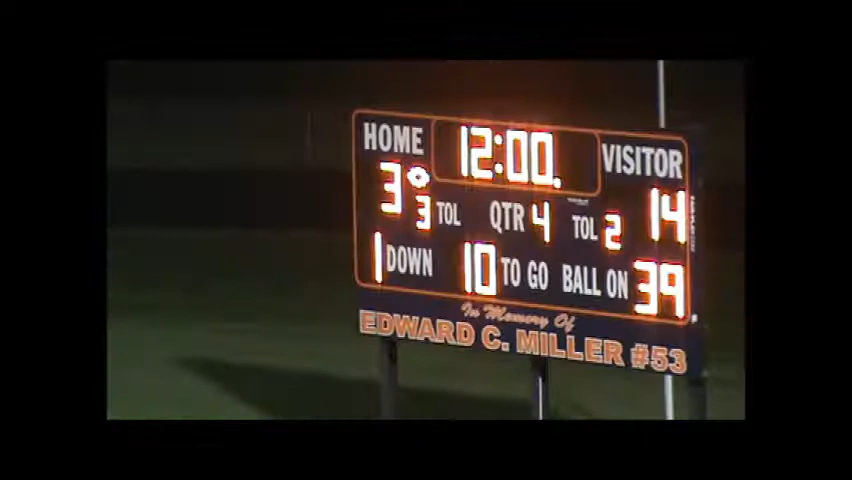 HOME 12:00. VISITOR
3 14
3 TOL QTR 4 TOL 2
1 DOWN 10 TO GO BALL ON 39
In Memory Of
EDWARD C. MILLER #53